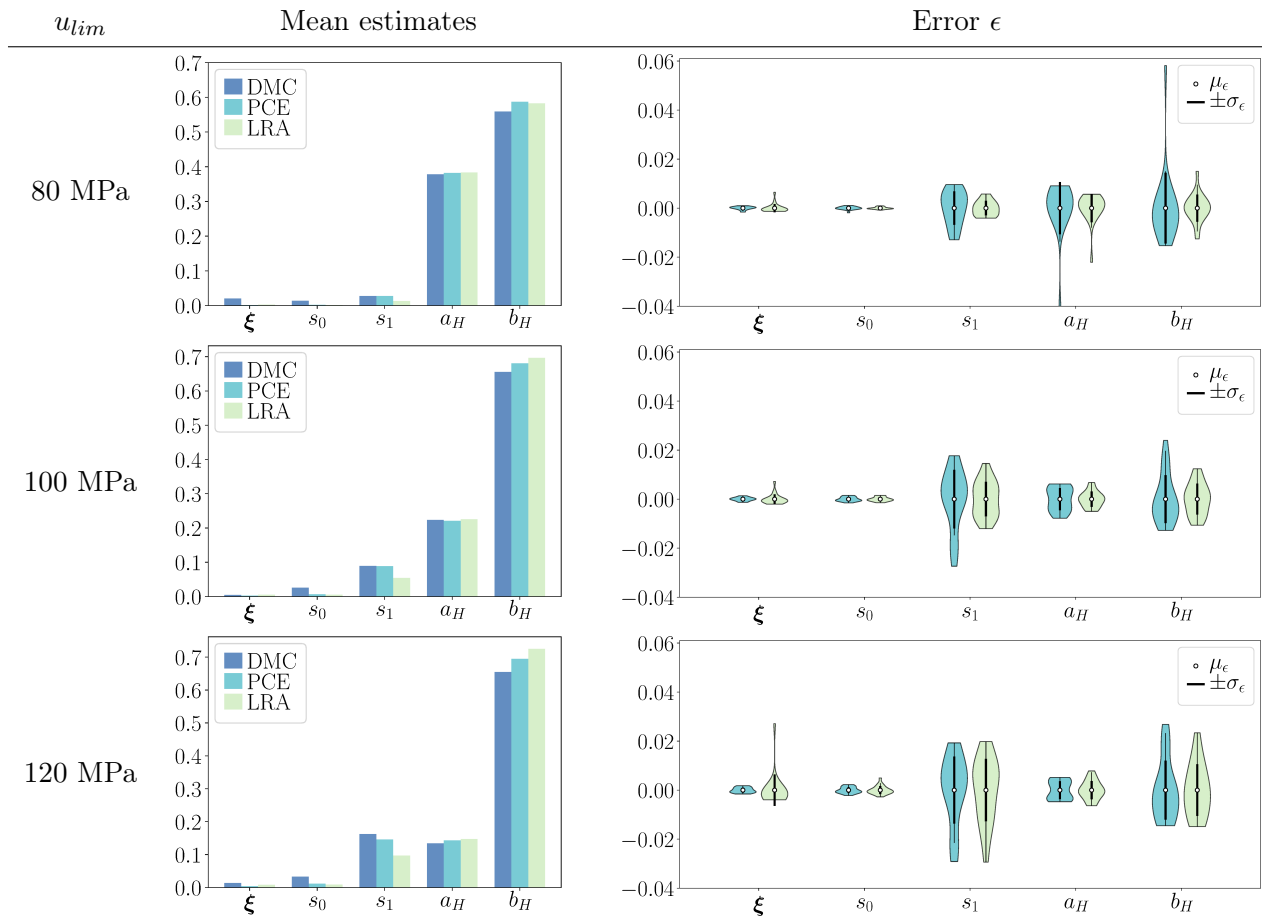 u_{lim} Mean estimates Error ϵ
80 MPa
0.7
0.6
0.5
0.4
0.3
0.2
0.1
0.0
DMC
PCE
LRA
ξ s_0 s_1 a_H b_H
0.06
0.04
0.02
0.00
−0.02
−0.04
μ_ϵ
±σ_ϵ
ξ s_0 s_1 a_H b_H
100 MPa
0.7
0.6
0.5
0.4
0.3
0.2
0.1
0.0
DMC
PCE
LRA
ξ s_0 s_1 a_H b_H
0.06
0.04
0.02
0.00
−0.02
−0.04
μ_ϵ
±σ_ϵ
ξ s_0 s_1 a_H b_H
120 MPa
0.7
0.6
0.5
0.4
0.3
0.2
0.1
0.0
DMC
PCE
LRA
ξ s_0 s_1 a_H b_H
0.06
0.04
0.02
0.00
−0.02
−0.04
μ_ϵ
±σ_ϵ
ξ s_0 s_1 a_H b_H